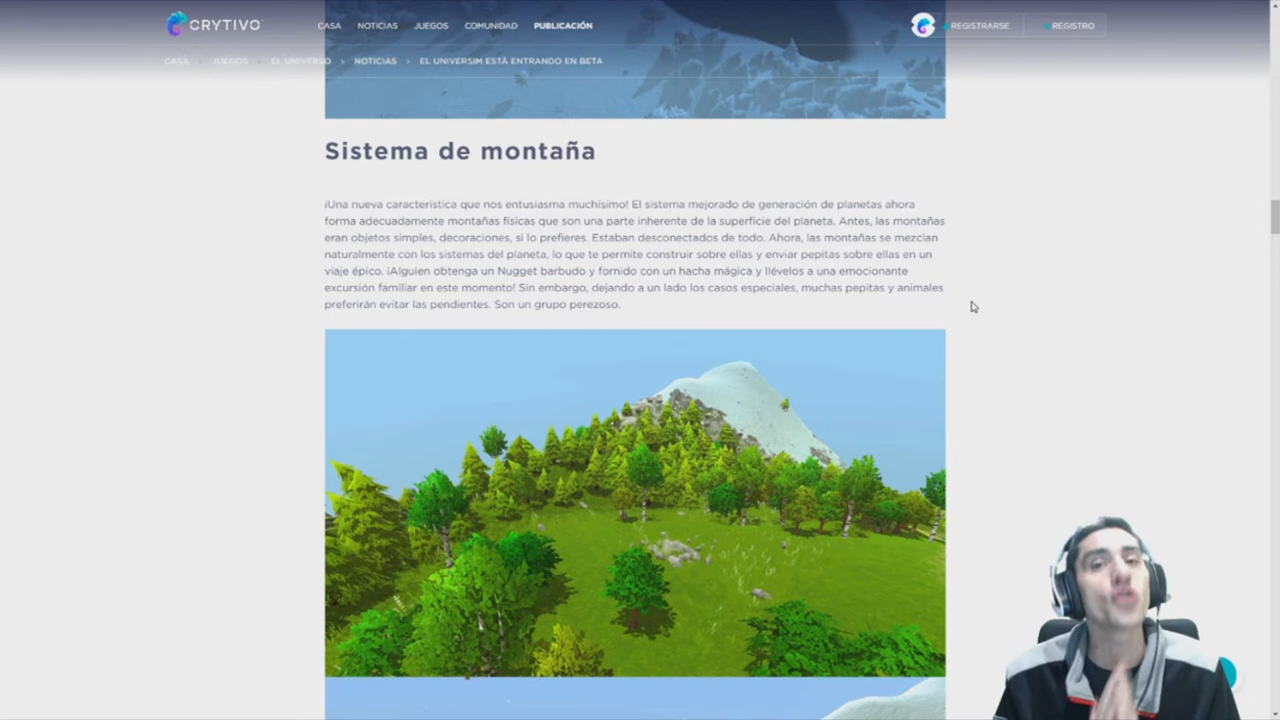 CRYTIVO
CASA NOTICIAS JUEGOS COMUNIDAD PUBLICACIÓN REGISTRARSE REGISTRO
CASA > JUEGOS > EL UNIVERSO > NOTICIAS > EL UNIVERSIM ESTÁ ENTRANDO EN BETA
Sistema de montaña
¡Una nueva característica que nos entusiasma muchísimo! El sistema mejorado de generación de planetas ahora
forma adecuadamente montañas físicas que son una parte inherente de la superficie del planeta. Antes, las montañas
eran objetos simples, decoraciones, si lo prefieres. Estaban desconectados de todo. Ahora, las montañas se mezclan
naturalmente con los sistemas del planeta, lo que te permite construir sobre ellas y enviar pepitas sobre ellas en un
viaje épico. ¡Alguien obtenga un Nugget barbudo y fornido con un hacha mágica y llévelos a una emocionante
excursión familiar en este momento! Sin embargo, dejando a un lado los casos especiales, muchas pepitas y animales
preferirán evitar las pendientes. Son un grupo perezoso.